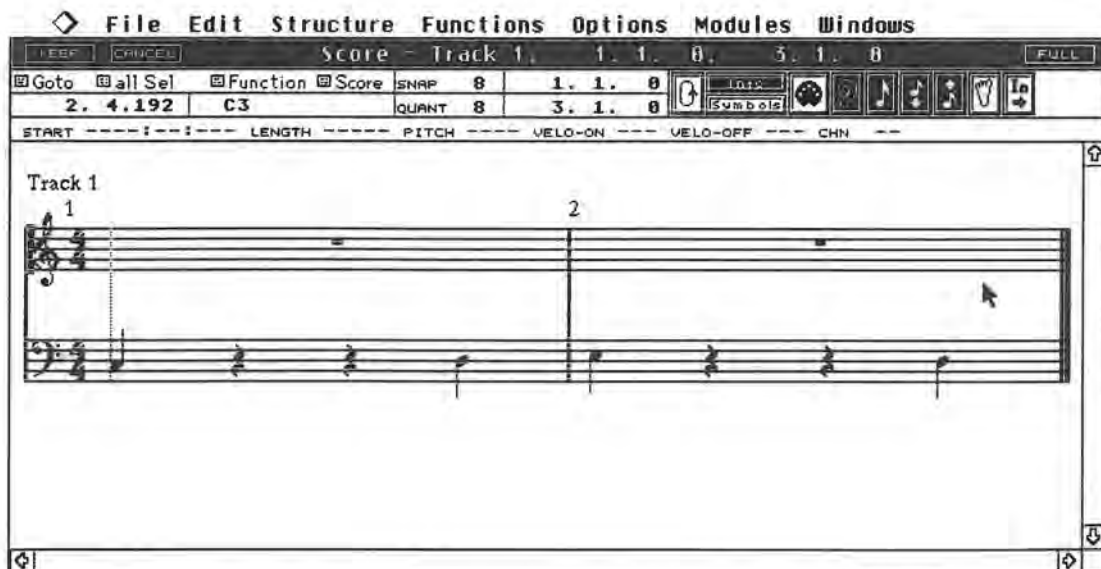 File Edit Structure Functions Options Modules Windows
KEEP CANCEL Score - Track 1. 1. 1. 0. 3. 1. 0 FULL
Goto all Sel Function Score SNAP 8 1. 1. 0 Info In
2. 4.192 C3 QUANT 8 3. 1. 0 Symbols
START ----:--:--- LENGTH ----- PITCH ---- VELO-ON --- VELO-OFF --- CHN --
Track 1
1 2